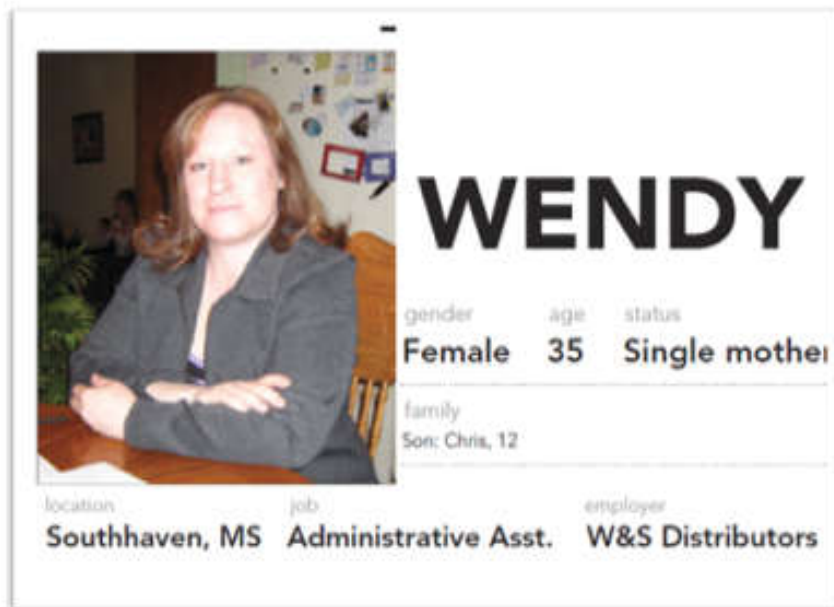 WENDY
gender age status
Female 35 Single mother
family
Son: Chris, 12
location job employer
Southhaven, MS Administrative Asst. W&S Distributors